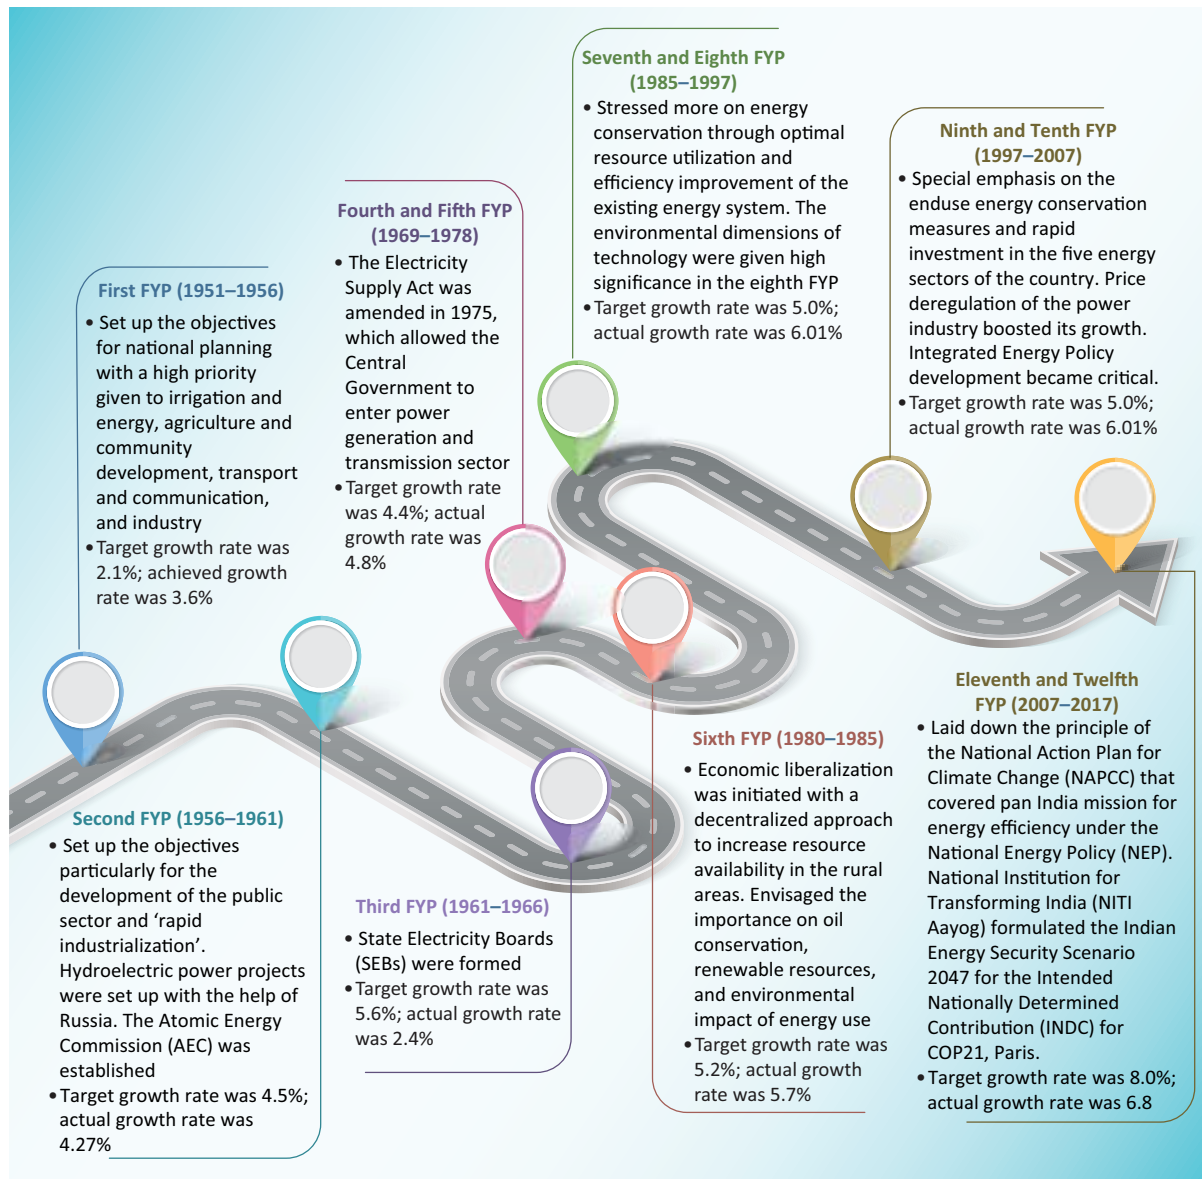 First FYP (1951–1956)
• Set up the objectives
for national planning
with a high priority
given to irrigation and
energy, agriculture and
community
development, transport
and communication,
and industry
• Target growth rate was
2.1%; achieved growth
rate was 3.6%
Second FYP (1956–1961)
• Set up the objectives
particularly for the
development of the public
sector and ‘rapid
industrialization’.
Hydroelectric power projects
were set up with the help of
Russia. The Atomic Energy
Commission (AEC) was
established
• Target growth rate was 4.5%;
actual growth rate was
4.27%
Third FYP (1961–1966)
• State Electricity Boards
(SEBs) were formed
• Target growth rate was
5.6%; actual growth rate
was 2.4%
Fourth and Fifth FYP
(1969–1978)
• The Electricity
Supply Act was
amended in 1975,
which allowed the
Central
Government to
enter power
generation and
transmission sector
• Target growth rate
was 4.4%; actual
growth rate was
4.8%
Sixth FYP (1980–1985)
• Economic liberalization
was initiated with a
decentralized approach
to increase resource
availability in the rural
areas. Envisaged the
importance on oil
conservation,
renewable resources,
and environmental
impact of energy use
• Target growth rate was
5.2%; actual growth
rate was 5.7%
Seventh and Eighth FYP
(1985–1997)
• Stressed more on energy
conservation through optimal
resource utilization and
efficiency improvement of the
existing energy system. The
environmental dimensions of
technology were given high
significance in the eighth FYP
• Target growth rate was 5.0%;
actual growth rate was 6.01%
Ninth and Tenth FYP
(1997–2007)
• Special emphasis on the
enduse energy conservation
measures and rapid
investment in the five energy
sectors of the country. Price
deregulation of the power
industry boosted its growth.
Integrated Energy Policy
development became critical.
• Target growth rate was 5.0%;
actual growth rate was 6.01%
Eleventh and Twelfth
FYP (2007–2017)
• Laid down the principle of
the National Action Plan for
Climate Change (NAPCC) that
covered pan India mission for
energy efficiency under the
National Energy Policy (NEP).
National Institution for
Transforming India (NITI
Aayog) formulated the Indian
Energy Security Scenario
2047 for the Intended
Nationally Determined
Contribution (INDC) for
COP21, Paris.
• Target growth rate was 8.0%;
actual growth rate was 6.8